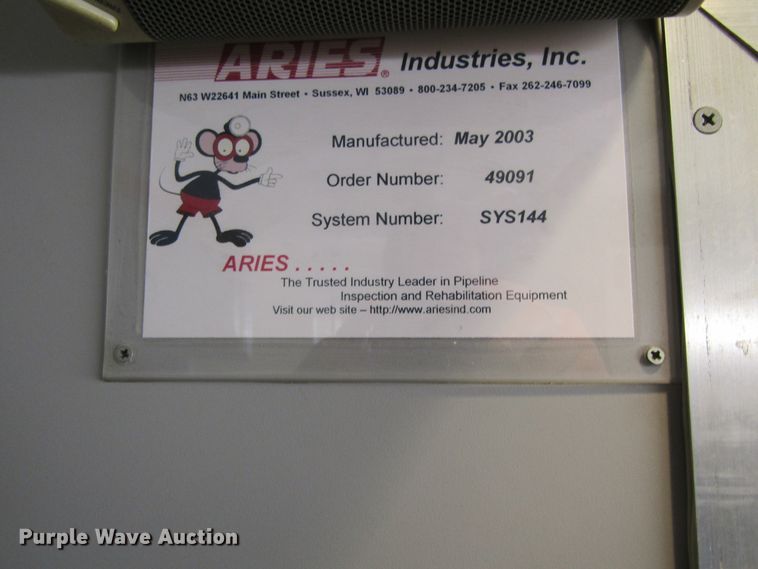 ARIES® Industries, Inc.
N63 W22641 Main Street • Sussex, WI 53089 • 800-234-7205 • Fax 262-246-7099
Manufactured: May 2003
Order Number: 49091
System Number: SYS144
ARIES . . . . .
The Trusted Industry Leader in Pipeline
Inspection and Rehabilitation Equipment
Visit our web site – http://www.ariesind.com
Purple Wave Auction